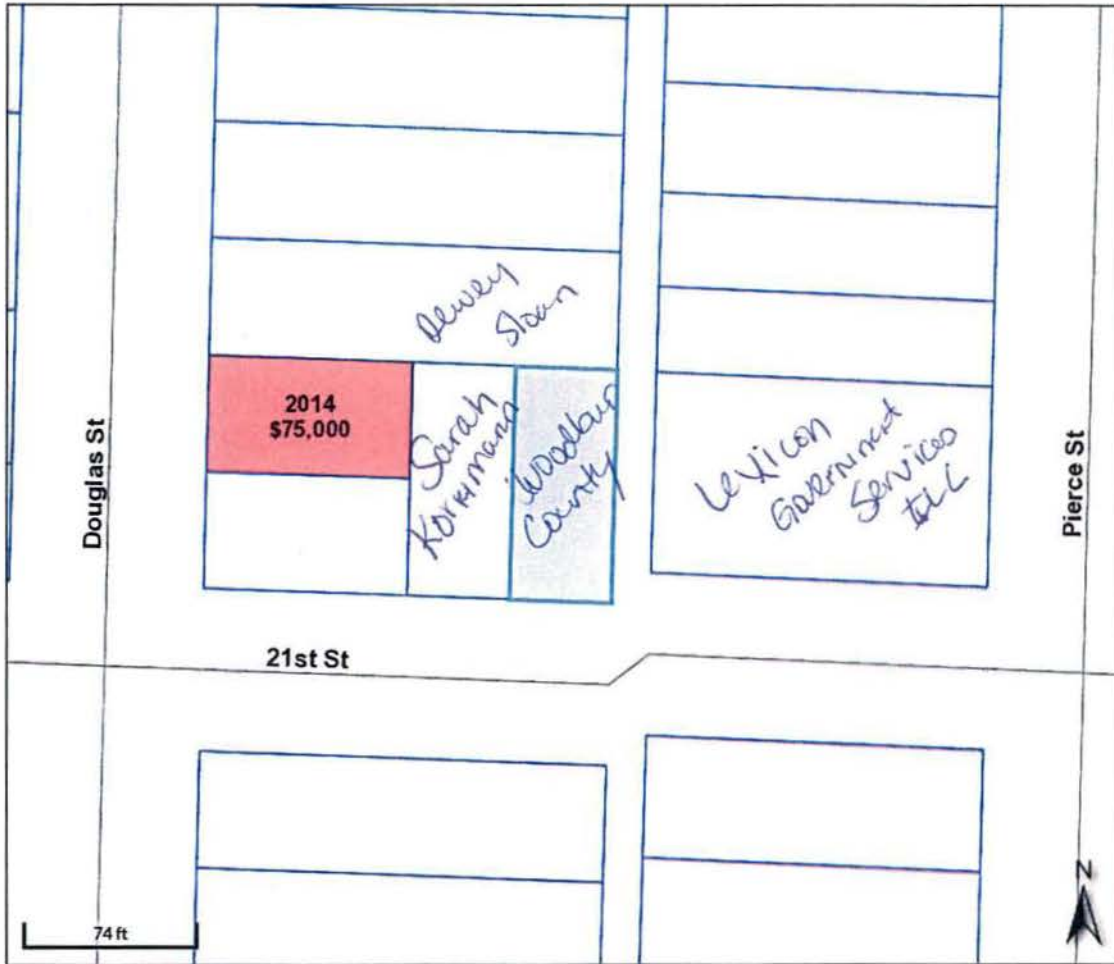 Dewey
Sloan
2014
$75,000
Sarah
Woodbury
County
Lexicon
Government
Services
LLC
Douglas St
Pierce St
21st St
74 ft
N